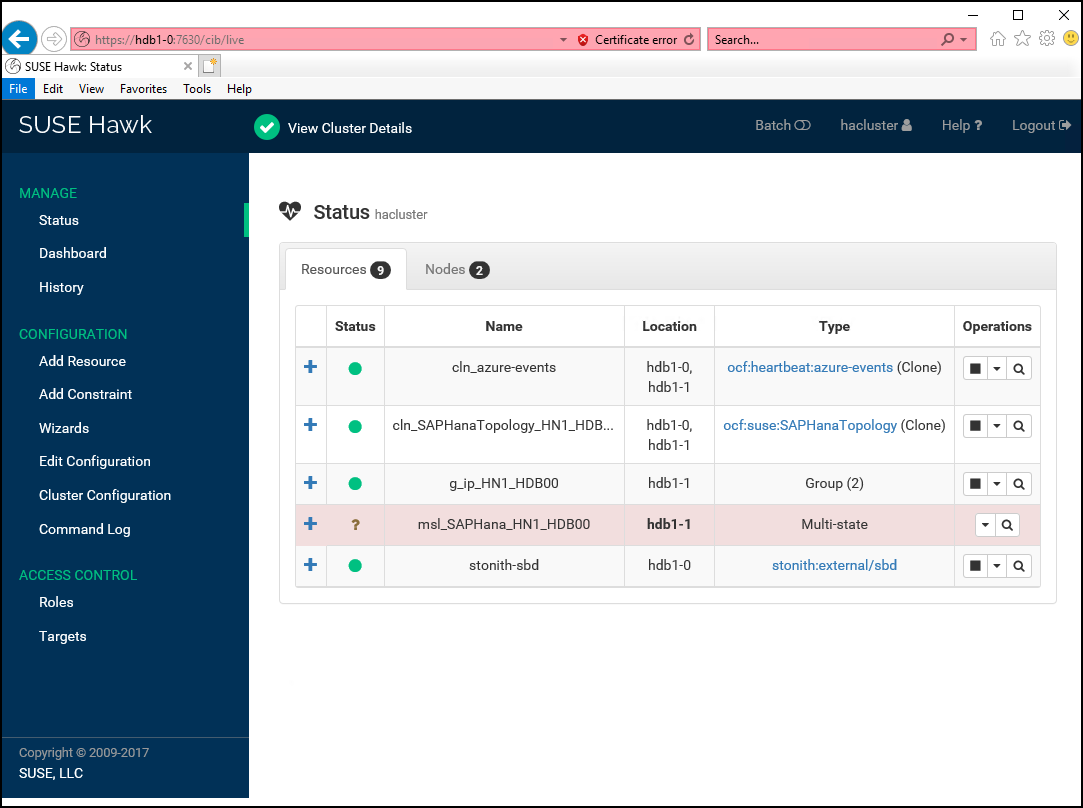 https://hdb1-0:7630/cib/live
Certificate error
Search...
SUSE Hawk: Status
File Edit View Favorites Tools Help
SUSE Hawk
View Cluster Details
Batch
hacluster
Help ?
Logout
MANAGE
Status
Dashboard
History
CONFIGURATION
Add Resource
Add Constraint
Wizards
Edit Configuration
Cluster Configuration
Command Log
ACCESS CONTROL
Roles
Targets
Copyright © 2009-2017
SUSE, LLC
Status hacluster
Resources 9 Nodes 2
Status Name Location Type Operations
cln_azure-events hdb1-0, ocf:heartbeat:azure-events (Clone)
hdb1-1
cln_SAPHanaTopology_HN1_HDB... hdb1-0, ocf:suse:SAPHanaTopology (Clone)
hdb1-1
g_ip_HN1_HDB00 hdb1-1 Group (2)
? msl_SAPHana_HN1_HDB00 hdb1-1 Multi-state
stonith-sbd hdb1-0 stonith:external/sbd